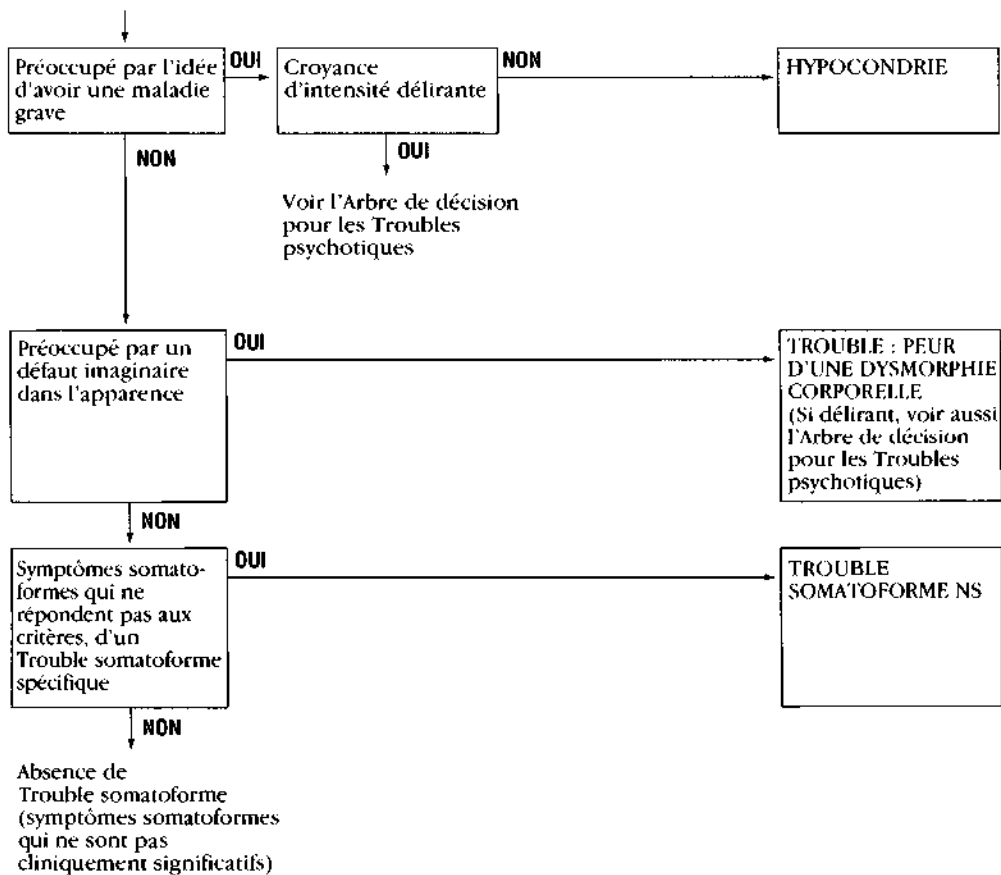 Préoccupé par l'idée
d'avoir une maladie
grave
OUI
Croyance
d'intensité délirante
NON
HYPOCONDRIE
NON
OUI
Voir l'Arbre de décision
pour les Troubles
psychotiques
Préoccupé par un
défaut imaginaire
dans l'apparence
OUI
TROUBLE : PEUR
D'UNE DYSMORPHIE
CORPORELLE
(Si délirant, voir aussi
l'Arbre de décision
pour les Troubles
psychotiques)
NON
Symptômes somato-
formes qui ne
répondent pas aux
critères, d'un
Trouble somatoforme
spécifique
OUI
TROUBLE
SOMATOFORME NS
NON
Absence de
Trouble somatoforme
(symptômes somatoformes
qui ne sont pas
cliniquement significatifs)